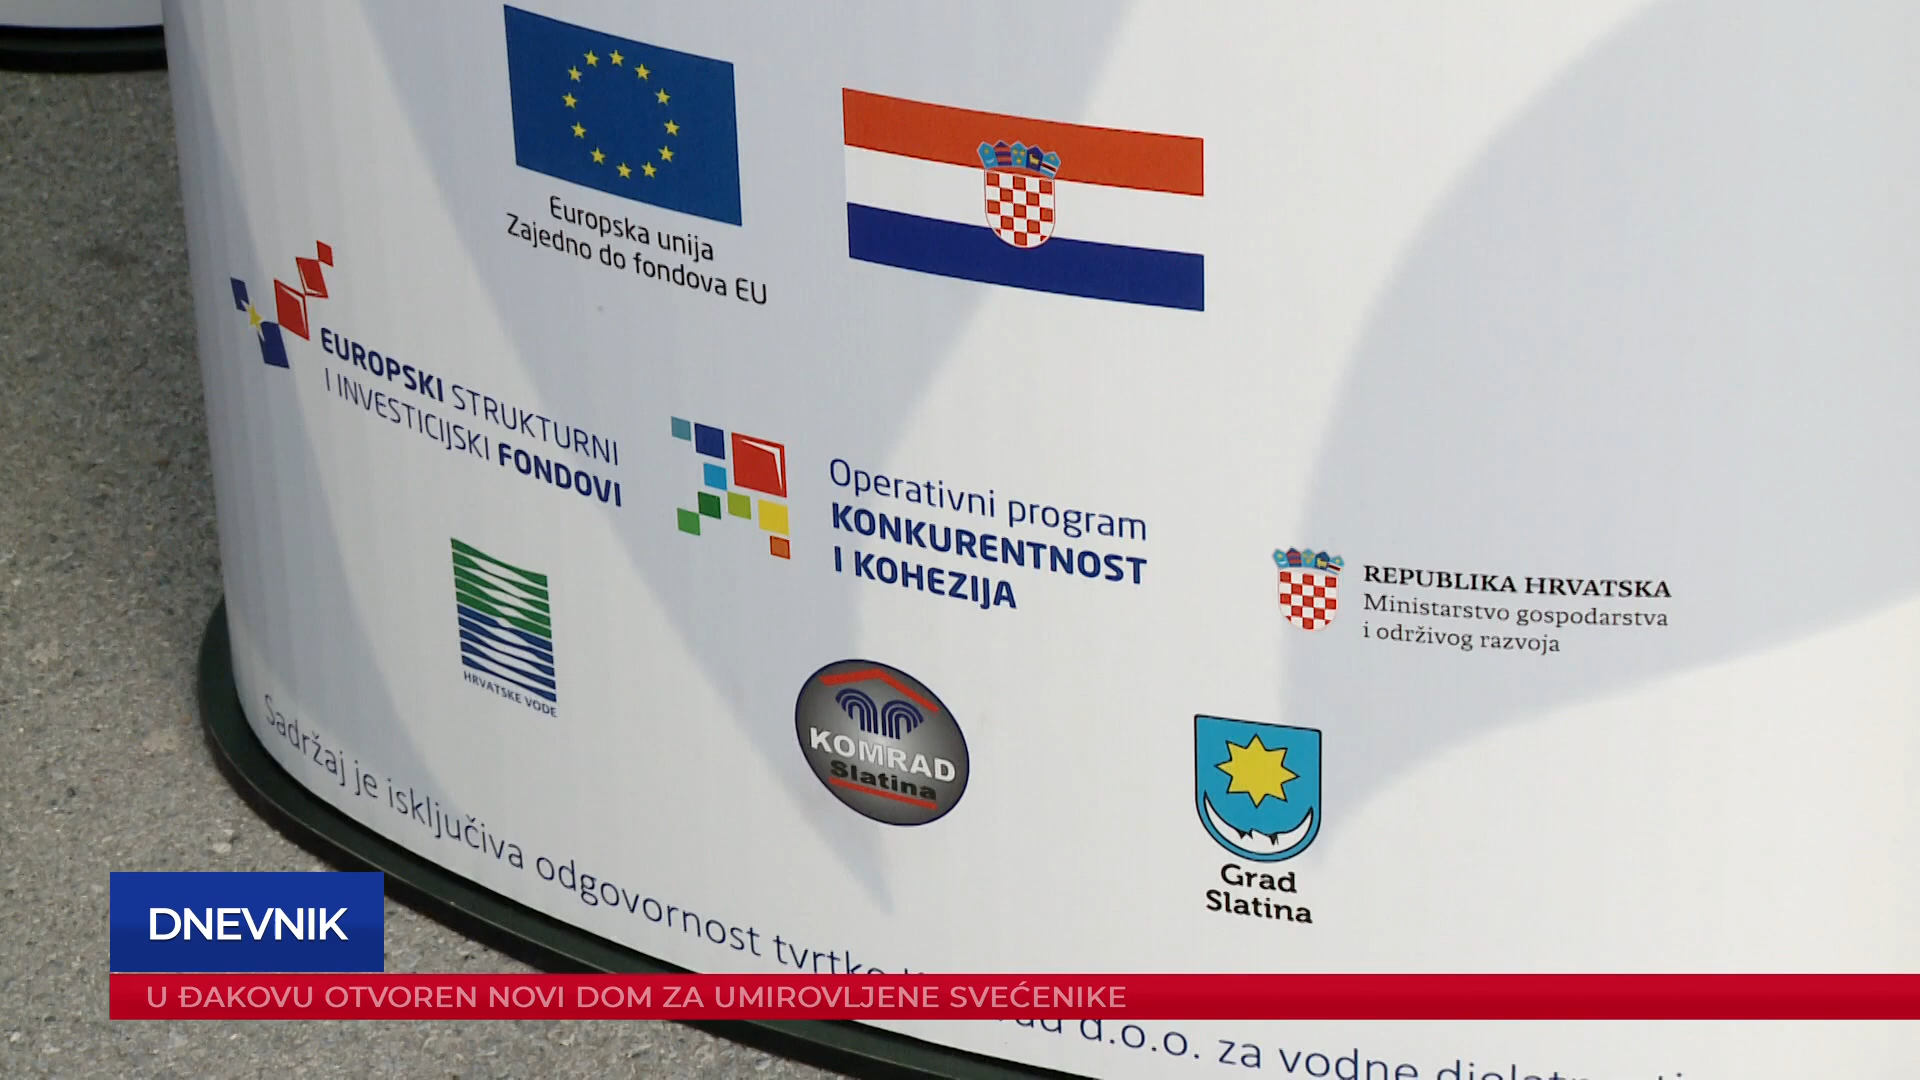 Europska unija
Zajedno do fondova EU
EUROPSKI STRUKTURNI
I INVESTICIJSKI FONDOVI
Operativni program
KONKURENTNOST
I KOHEZIJA
REPUBLIKA HRVATSKA
Ministarstvo gospodarstva
i održivog razvoja
HRVATSKE VODE
KOMRAD
Slatina
Grad
Slatina
Sadržaj je isključiva odgovornost tvrtke d.o.o. za vodne
DNEVNIK
U ĐAKOVU OTVOREN NOVI DOM ZA UMIROVLJENE SVEĆENIKE